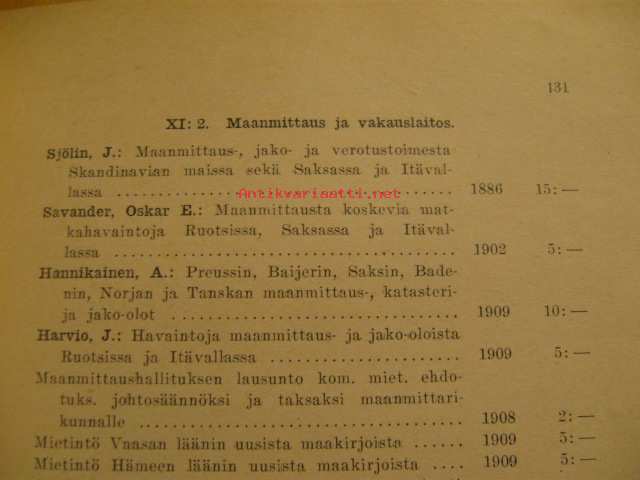 131
XI: 2. Maanmittaus ja vakauslaitos.
Sjölin, J.: Maanmittaus-, jako- ja verotustoimesta
Skandinavian maissa sekä Saksassa ja Itäval-
lassa ........................................ 1886 15: —
Antikvariaatti.net
Savander, Oskar E.: Maanmittausta koskevia mat-
kahavaintoja Ruotsissa, Saksassa ja Itäval-
lassa ........................................ 1902 5: —
Hannikainen, A.: Preussin, Baijerin, Saksin, Bade-
nin, Norjan ja Tanskan maanmittaus-, katasteri-
ja jako-olot ................................ 1909 10: —
Harvio, J.: Havaintoja maanmittaus- ja jako-oloista
Ruotsissa ja Itävallassa ...................... 1909 5: —
Maanmittaushallituksen lausunto kom. miet. ehdo-
tuks. johtosäännöksi ja taksaksi maanmittari-
kunnalle .................................... 1908 2: —
Mietintö Vaasan läänin uusista maakirjoista ...... 1909 5: —
Mietintö Hämeen läänin uusista maakirjoista .... 1909 5: —